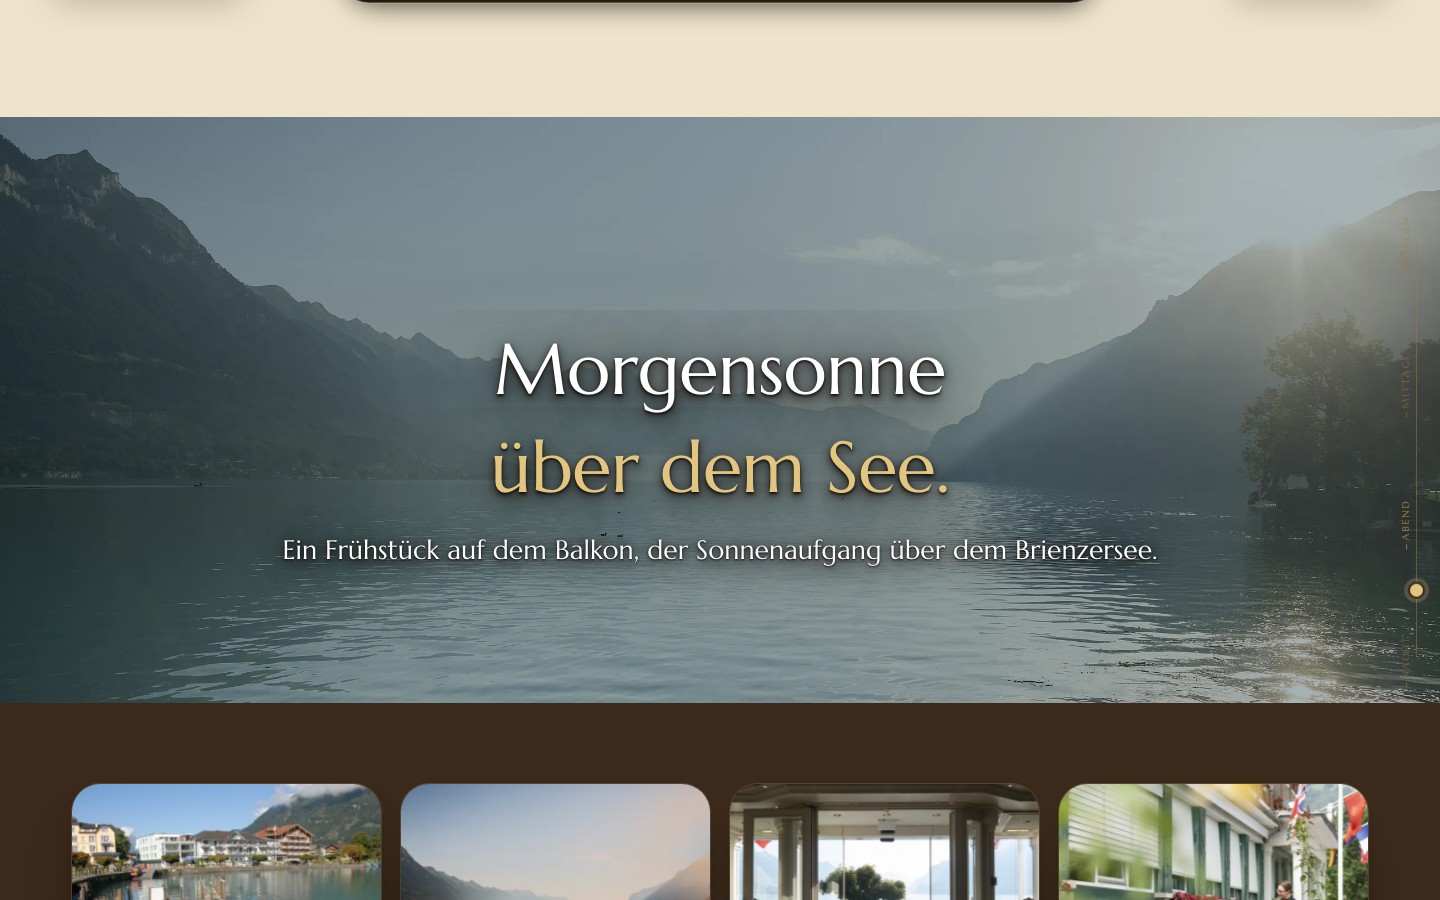 Morgensonne
über dem See.
Ein Frühstück auf dem Balkon, der Sonnenaufgang über dem Brienzersee.
– MITTAG
– ABEND